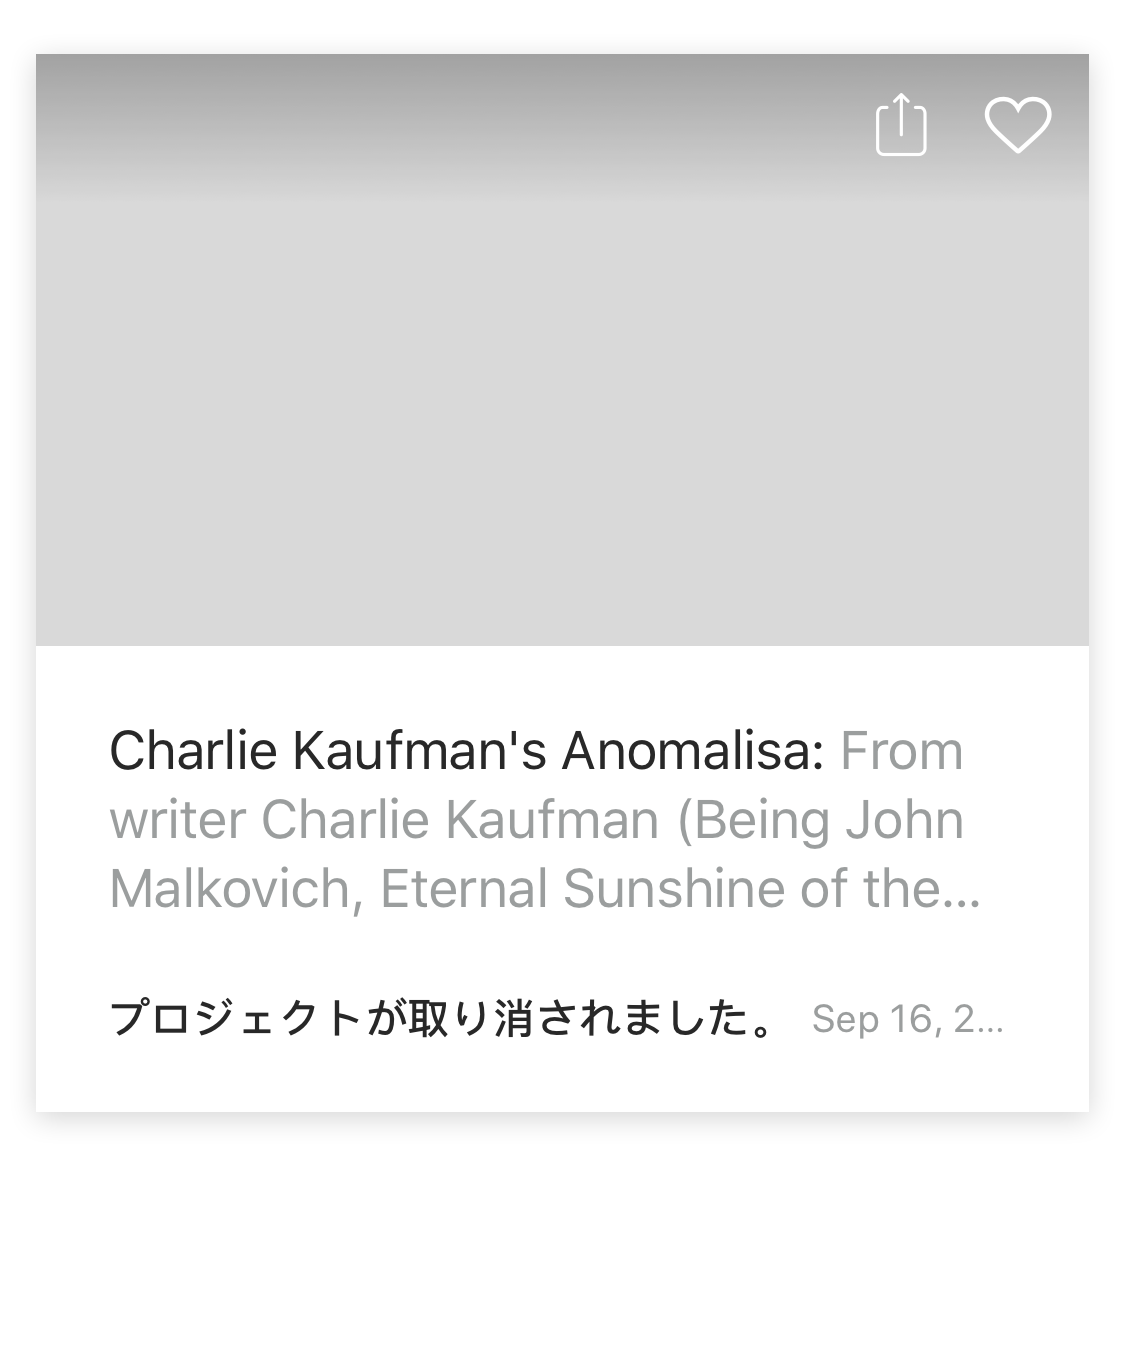 Charlie Kaufman's Anomalisa: From
writer Charlie Kaufman (Being John
Malkovich, Eternal Sunshine of the...
プロジェクトが取り消されました。 Sep 16, 2...